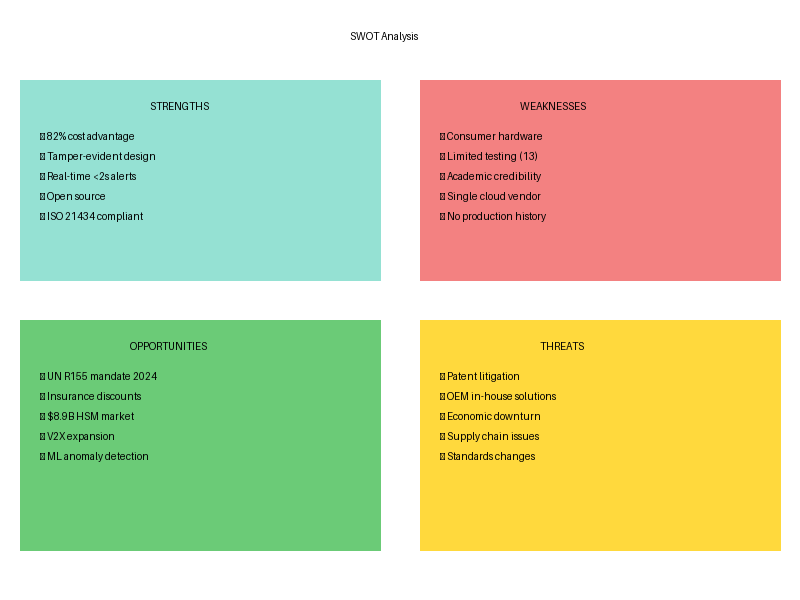 SWOT Analysis
STRENGTHS
▯ 82% cost advantage
▯ Tamper-evident design
▯ Real-time <2s alerts
▯ Open source
▯ ISO 21434 compliant
WEAKNESSES
▯ Consumer hardware
▯ Limited testing (13)
▯ Academic credibility
▯ Single cloud vendor
▯ No production history
OPPORTUNITIES
▯ UN R155 mandate 2024
▯ Insurance discounts
▯ $8.9B HSM market
▯ V2X expansion
▯ ML anomaly detection
THREATS
▯ Patent litigation
▯ OEM in-house solutions
▯ Economic downturn
▯ Supply chain issues
▯ Standards changes